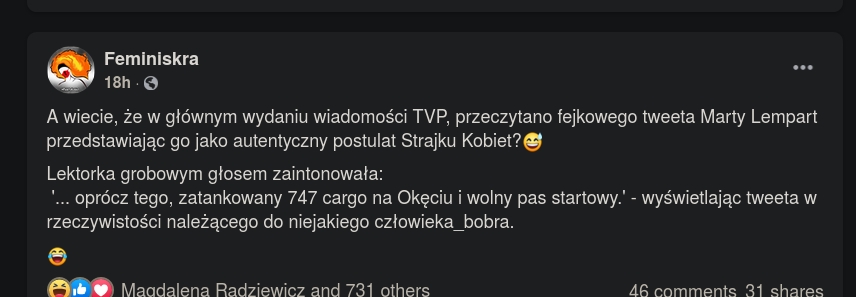 Feminiskra
18h ·
A wiecie, że w głównym wydaniu wiadomości TVP, przeczytano fejkowego tweeta Marty Lempart
przedstawiając go jako autentyczny postulat Strajku Kobiet?😅
Lektorka grobowym głosem zaintonowała:
'... oprócz tego, zatankowany 747 cargo na Okęciu i wolny pas startowy.' - wyświetlając tweeta w
rzeczywistości należącego do niejakiego człowieka_bobra.
😂
Magdalena Radziewicz and 731 others 46 comments 31 shares